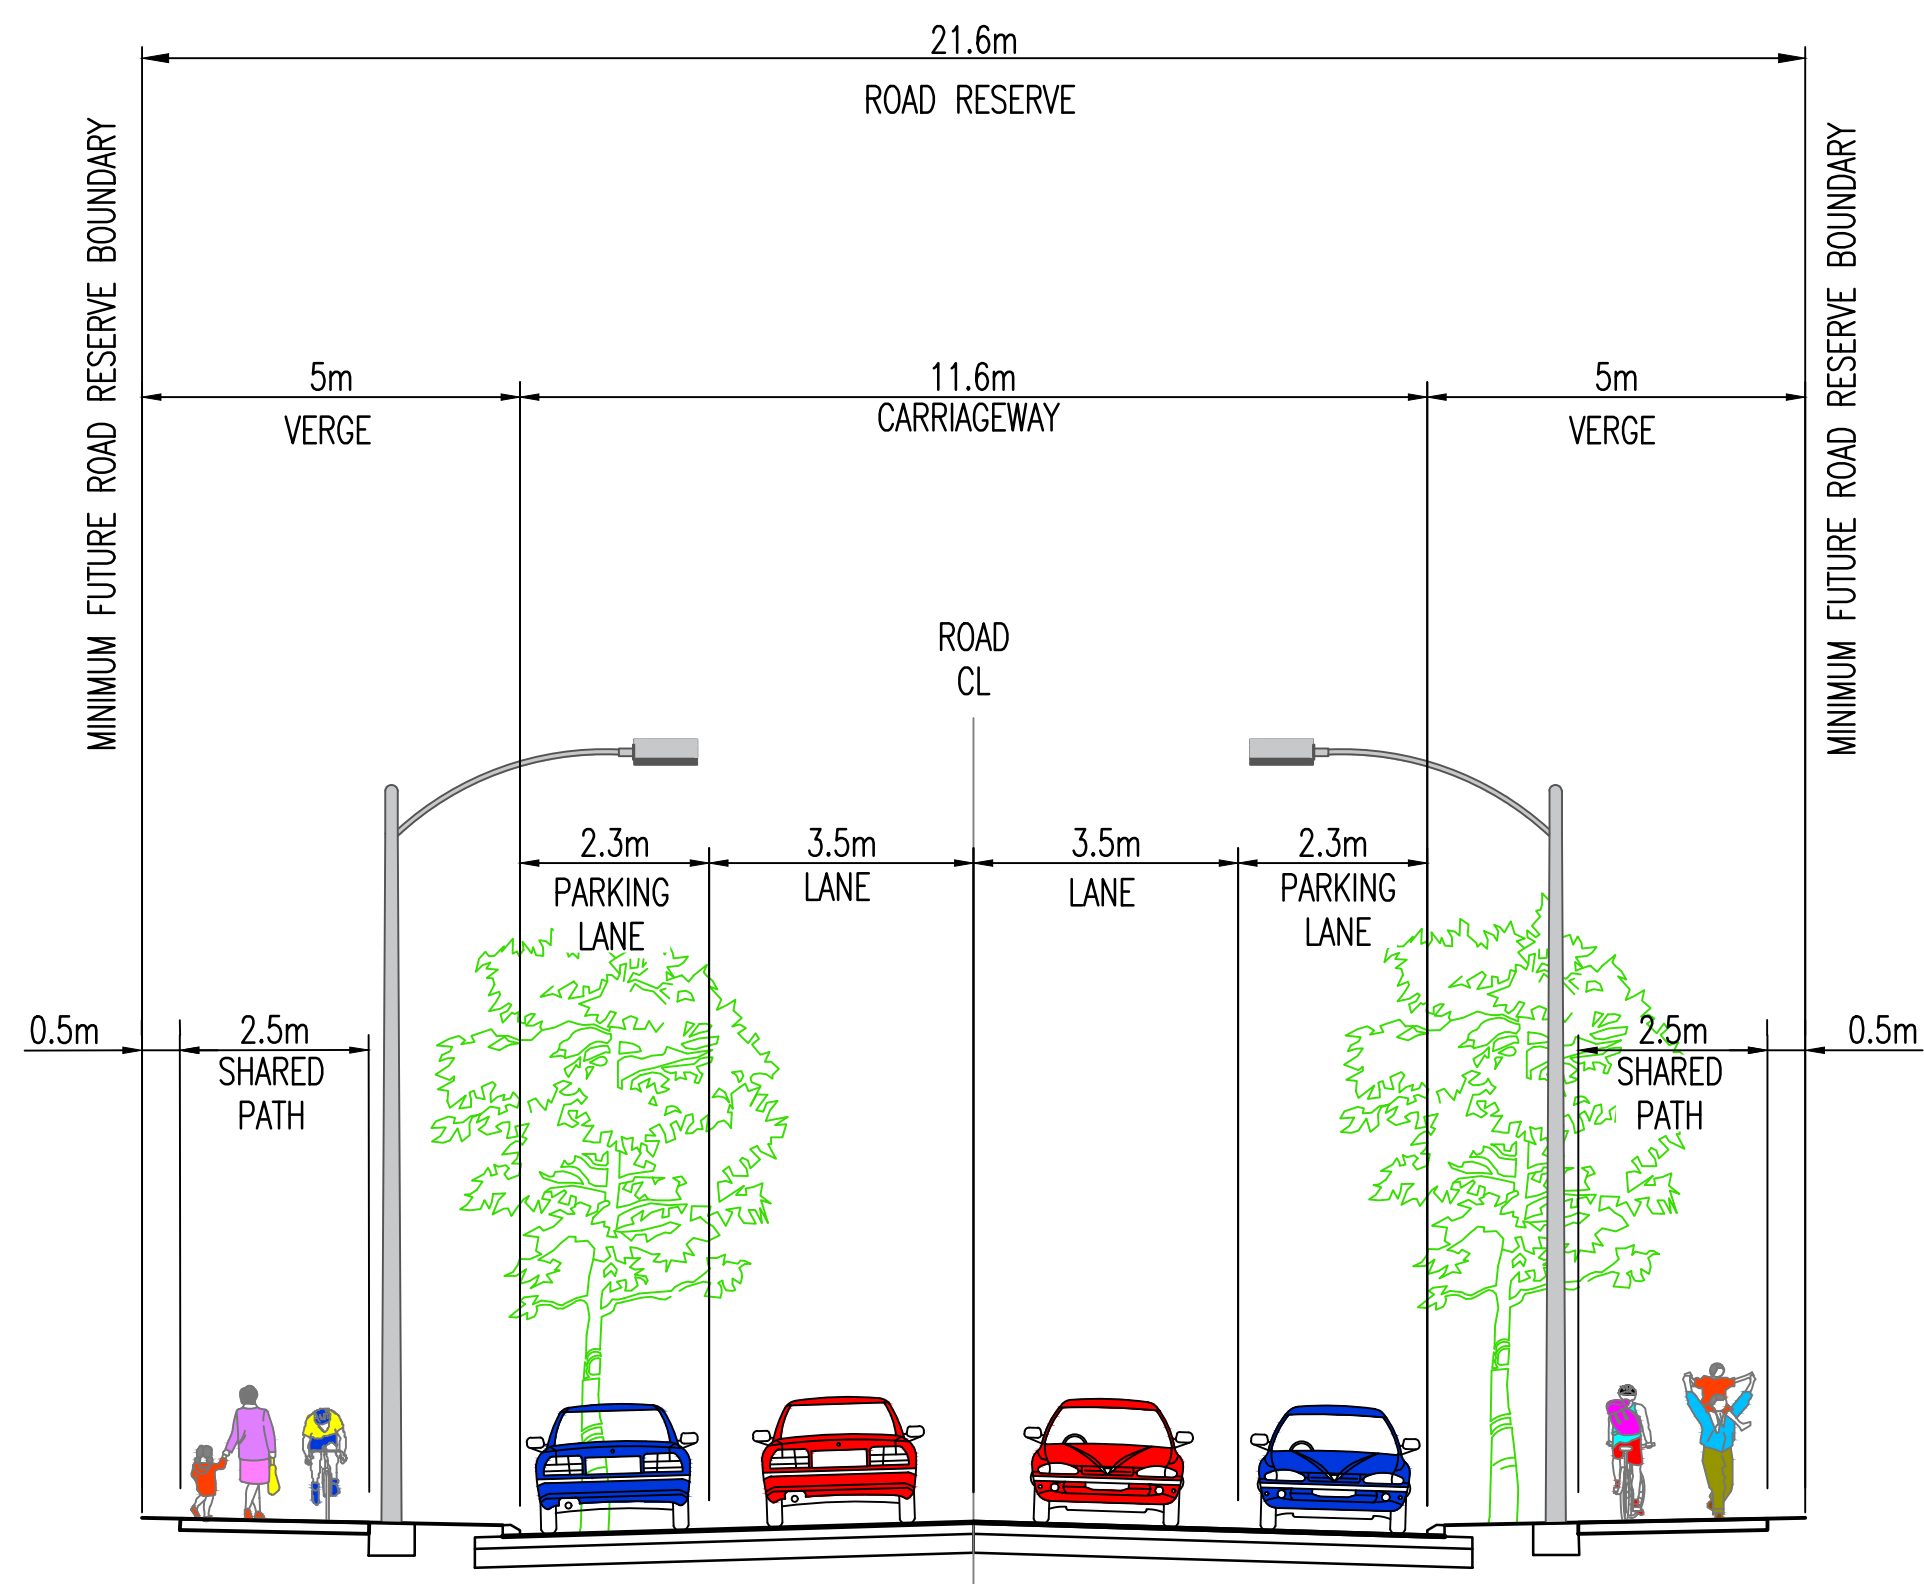 21.6m
ROAD RESERVE
MINIMUM FUTURE ROAD RESERVE BOUNDARY
MINIMUM FUTURE ROAD RESERVE BOUNDARY
5m
VERGE
11.6m
CARRIAGEWAY
5m
VERGE
ROAD
CL
2.3m
PARKING
LANE
3.5m
LANE
3.5m
LANE
2.3m
PARKING
LANE
0.5m
2.5m
SHARED
PATH
2.5m
SHARED
PATH
0.5m